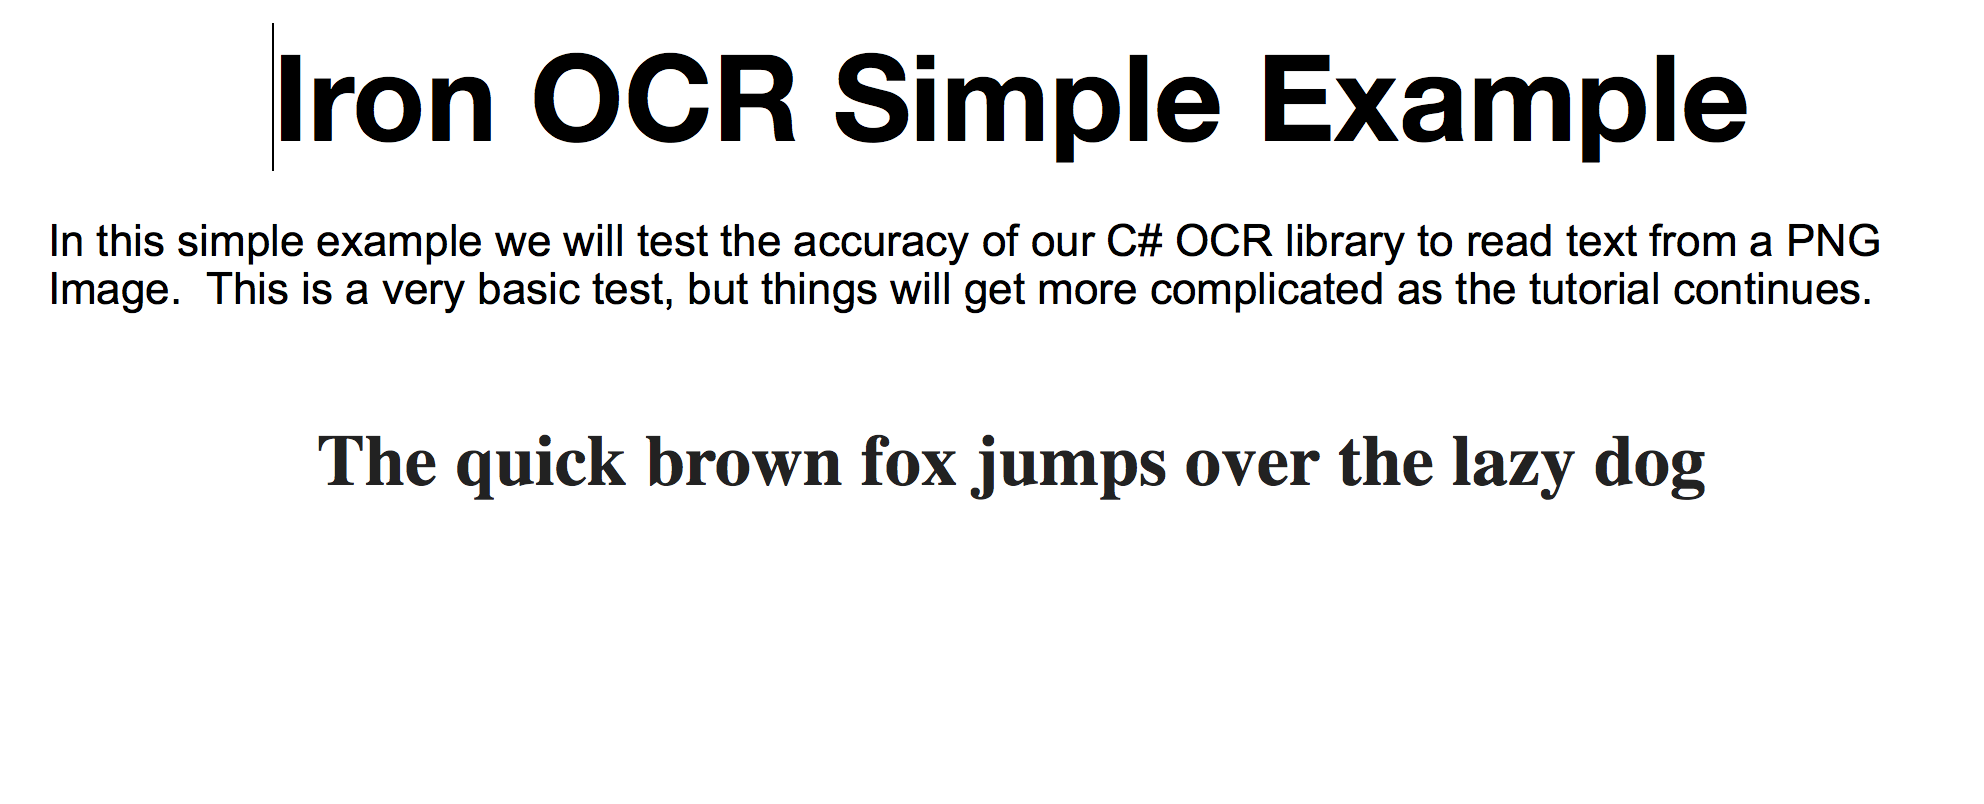 Iron OCR Simple Example
In this simple example we will test the accuracy of our C# OCR library to read text from a PNG
Image.  This is a very basic test, but things will get more complicated as the tutorial continues.
The quick brown fox jumps over the lazy dog